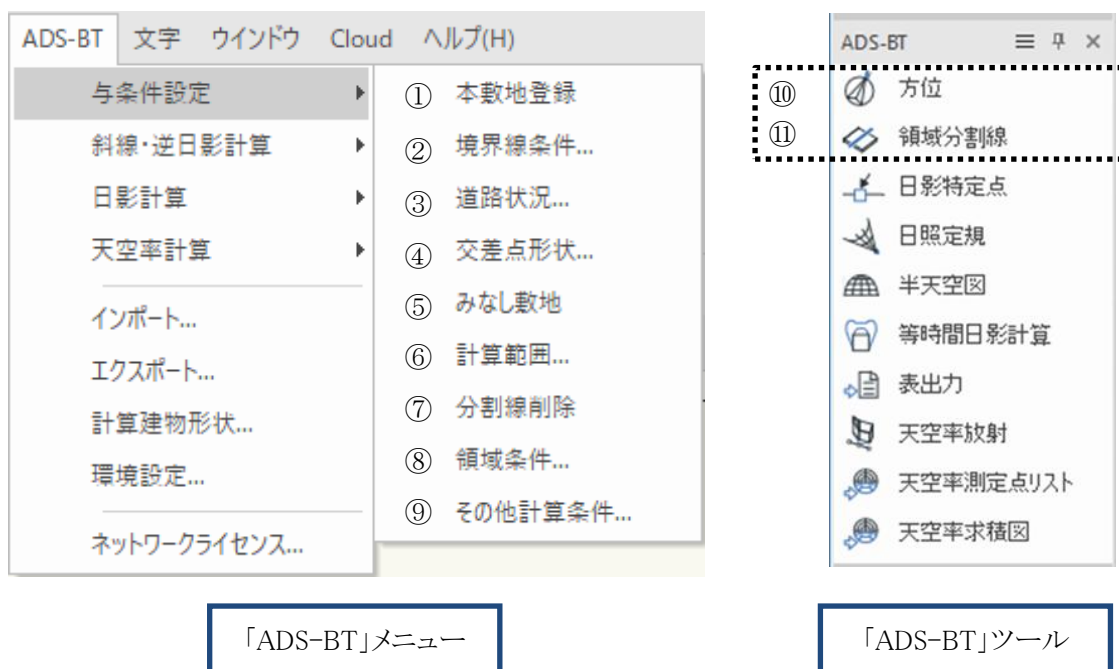 ADS-BT 文字 ウインドウ Cloud ヘルプ(H)
与条件設定
斜線・逆日影計算
日影計算
天空率計算
インポート...
エクスポート...
計算建物形状...
環境設定...
ネットワークライセンス...
① 本敷地登録
② 境界線条件...
③ 道路状況...
④ 交差点形状...
⑤ みなし敷地
⑥ 計算範囲...
⑦ 分割線削除
⑧ 領域条件...
⑨ その他計算条件...
「ADS-BT」メニュー
ADS-BT
⑩ 方位
⑪ 領域分割線
日影特定点
日照定規
半天空図
等時間日影計算
表出力
天空率放射
天空率測定点リスト
天空率求積図
「ADS-BT」ツール